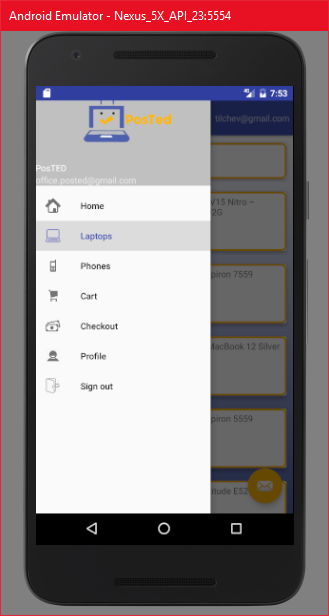 Android Emulator - Nexus_5X_API_23:5554
7:53
PosTed
tilchev@gmail.com
PosTED
office.posted@gmail.com
Home
V15 Nitro –
Laptops
Phones
piron 7559
Cart
Checkout
MacBook 12 Silver
Profile
Sign out
piron 5559
itude E52